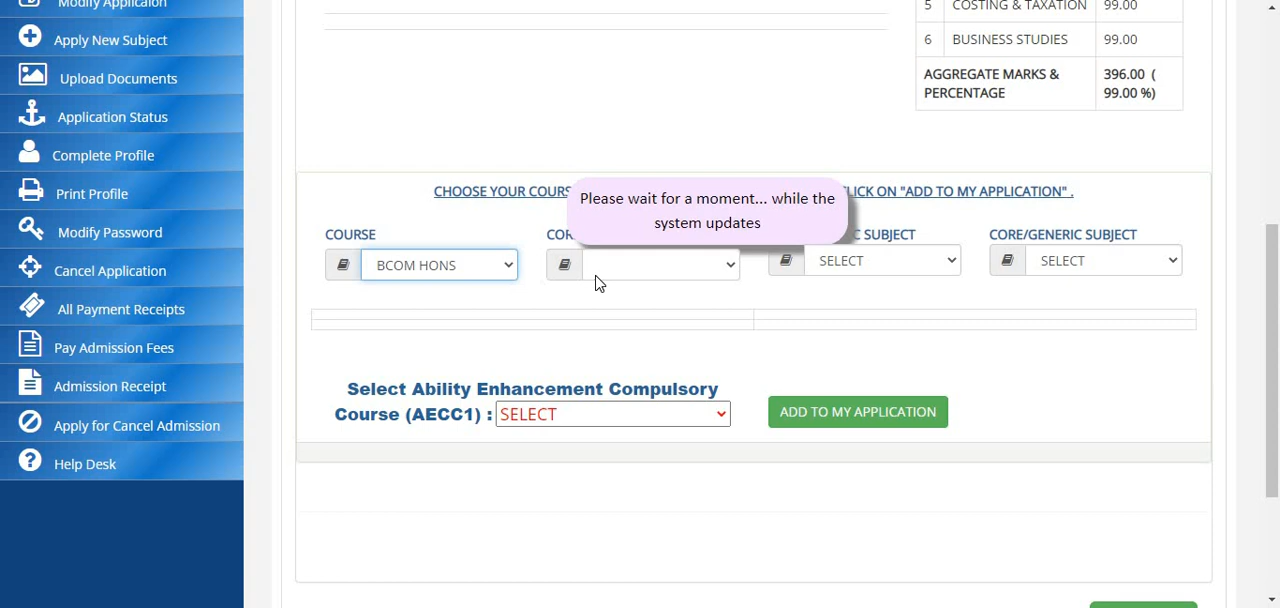 Modify Applicaion
Apply New Subject
Upload Documents
Application Status
Complete Profile
Print Profile
Modify Password
Cancel Application
All Payment Receipts
Pay Admission Fees
Admission Receipt
Apply for Cancel Admission
Help Desk
5 COSTING & TAXATION 99.00
6 BUSINESS STUDIES 99.00
AGGREGATE MARKS & 396.00 (
PERCENTAGE 99.00 %)
CHOOSE YOUR COURS LICK ON "ADD TO MY APPLICATION" .
Please wait for a moment... while the
system updates
COURSE COR SUBJECT CORE/GENERIC SUBJECT
BCOM HONS SELECT SELECT
Select Ability Enhancement Compulsory
Course (AECC1) : SELECT ADD TO MY APPLICATION